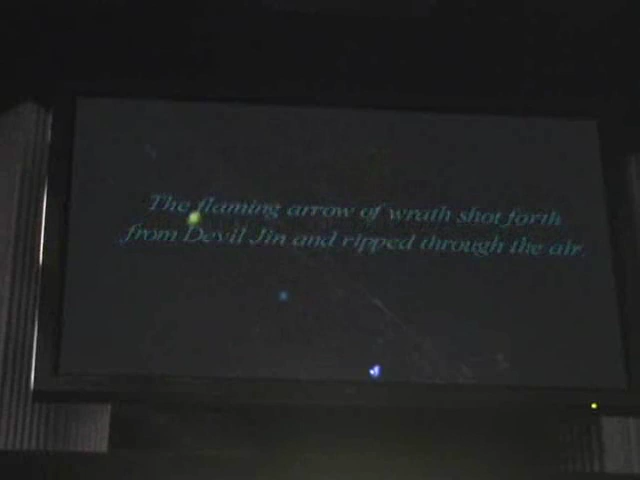 The flaming arrow of wrath shot forth
from Devil Jin and ripped through the air.